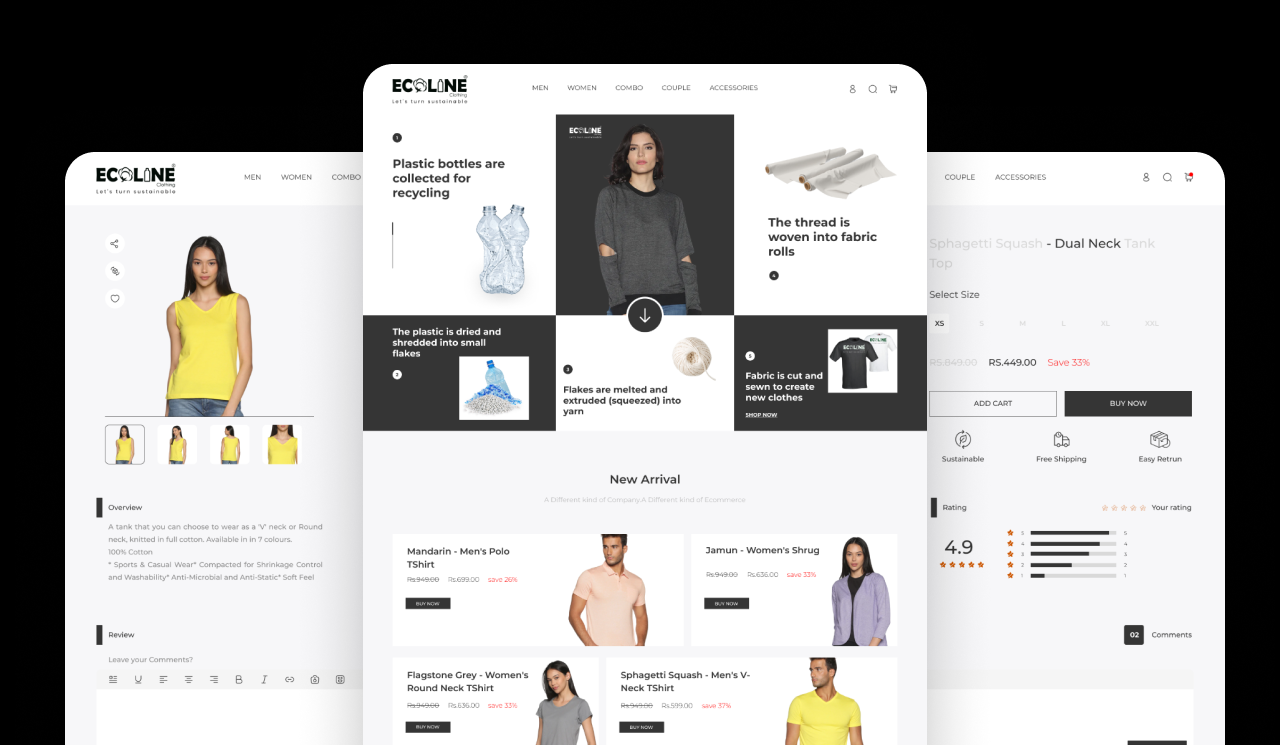 ECOLINE
Clothing
Let's turn sustainable
MEN WOMEN COMBO COUPLE ACCESSORIES
1
Plastic bottles are
collected for
recycling
ECOLINE
The thread is
woven into fabric
rolls
4
The plastic is dried and
shredded into small
flakes
2
3
Flakes are melted and
extruded (squeezed) into
yarn
5
Fabric is cut and
sewn to create
new clothes
SHOP NOW
ECOLINE
ECOLINE
New Arrival
A Different kind of Company.A Different kind of Ecommerce
Mandarin - Men's Polo
TShirt
Rs.949.00 Rs.699.00 save 26%
BUY NOW
Jamun - Women's Shrug
Rs.949.00 Rs.636.00 save 33%
BUY NOW
Flagstone Grey - Women's
Round Neck TShirt
Rs.949.00 Rs.636.00 save 33%
BUY NOW
Sphagetti Squash - Men's V-
Neck TShirt
Rs.949.00 Rs.599.00 save 37%
BUY NOW
ECOLINE
Clothing
Let's turn sustainable
MEN WOMEN COMBO
Overview
A tank that you can choose to wear as a 'V' neck or Round
neck, knitted in full cotton. Available in in 7 colours.
100% Cotton
* Sports & Casual Wear* Compacted for Shrinkage Control
and Washability* Anti-Microbial and Anti-Static* Soft Feel
Review
Leave your Comments?
U B I
COUPLE ACCESSORIES
Sphagetti Squash - Dual Neck Tank
Top
Select Size
XS S M L XL XXL
RS.849.00 RS.449.00 Save 33%
ADD CART BUY NOW
Sustainable Free Shipping Easy Retrun
Rating Your rating
4.9
5 5
4 4
3 3
2 2
1 1
02 Comments